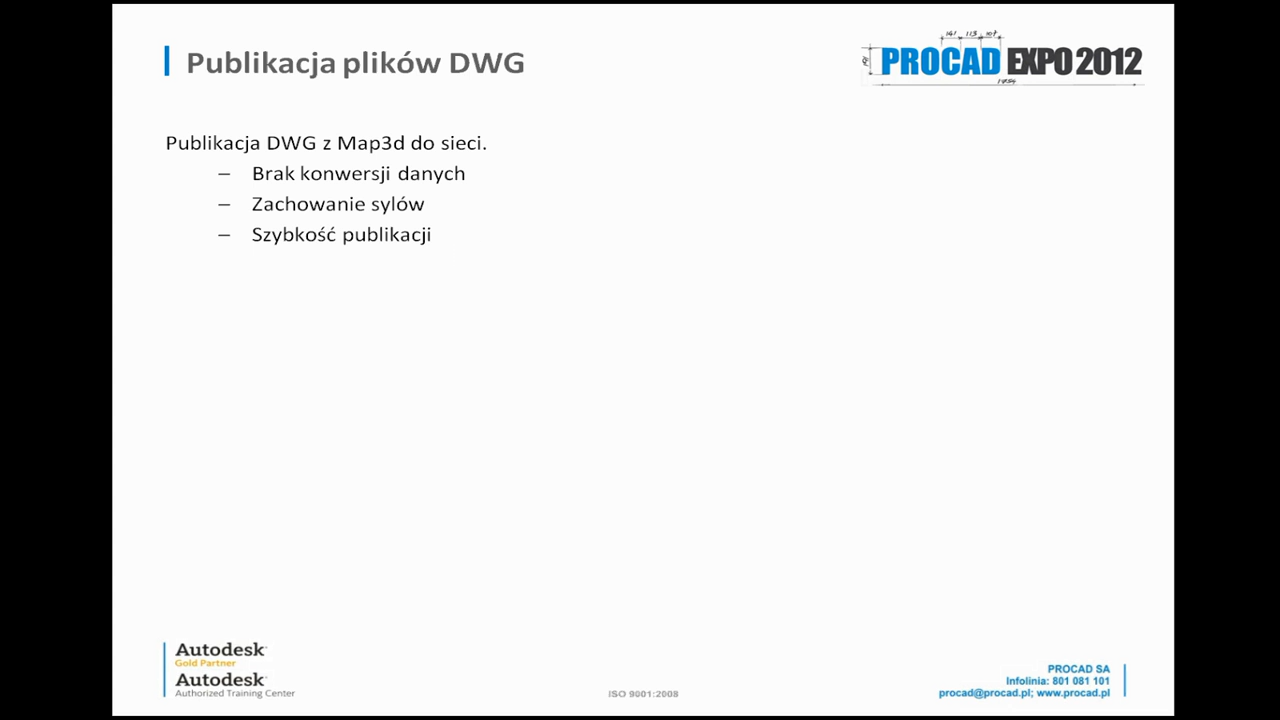 Publikacja plików DWG
PROCAD EXPO 2012
Publikacja DWG z Map3d do sieci.
– Brak konwersji danych
– Zachowanie sylów
– Szybkość publikacji
Autodesk
Gold Partner
Autodesk
Authorized Training Center
ISO 9001:2008
PROCAD SA
Infolinia: 801 081 101
procad@procad.pl; www.procad.pl